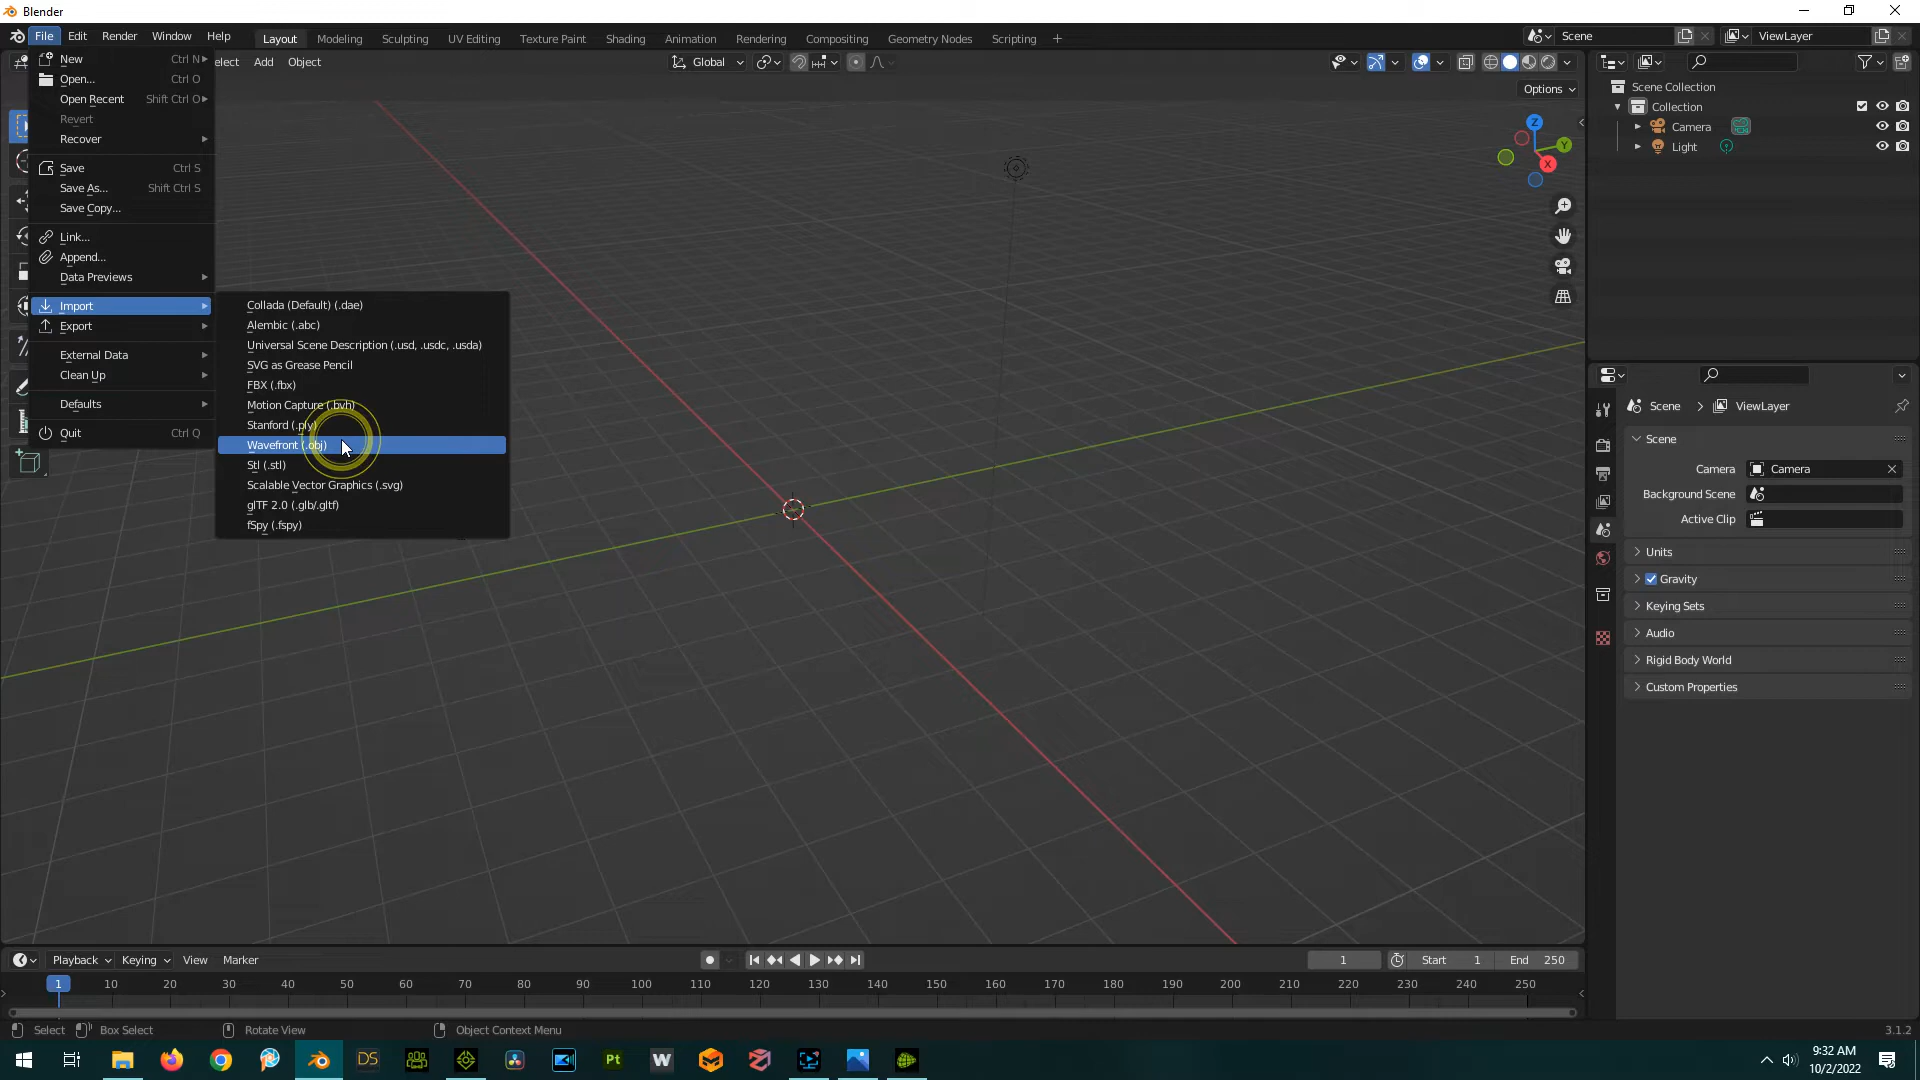 Blender
File Edit Render Window Help
Layout Modeling Sculpting UV Editing Texture Paint Shading Animation Rendering Compositing Geometry Nodes Scripting +
Scene
ViewLayer
elect Add Object
Global
Options
New Ctrl N
Open... Ctrl O
Open Recent Shift Ctrl O
Revert
Recover
Save Ctrl S
Save As... Shift Ctrl S
Save Copy...
Link...
Append...
Data Previews
Import
Export
External Data
Clean Up
Defaults
Quit Ctrl Q
Collada (Default) (.dae)
Alembic (.abc)
Universal Scene Description (.usd, .usdc, .usda)
SVG as Grease Pencil
FBX (.fbx)
Motion Capture (.bvh)
Stanford (.ply)
Wavefront (.obj)
Stl (.stl)
Scalable Vector Graphics (.svg)
glTF 2.0 (.glb/.gltf)
fSpy (.fspy)
Z
Y
X
Scene Collection
Collection
Camera
Light
Scene > ViewLayer
Scene
Camera Camera
Background Scene
Active Clip
Units
Gravity
Keying Sets
Audio
Rigid Body World
Custom Properties
Playback Keying View Marker
1 Start 1 End 250
1 10 20 30 40 50 60 70 80 90 100 110 120 130 140 150 160 170 180 190 200 210 220 230 240 250
Select Box Select Rotate View Object Context Menu 3.1.2
DS Pt W
9:32 AM
10/2/2022